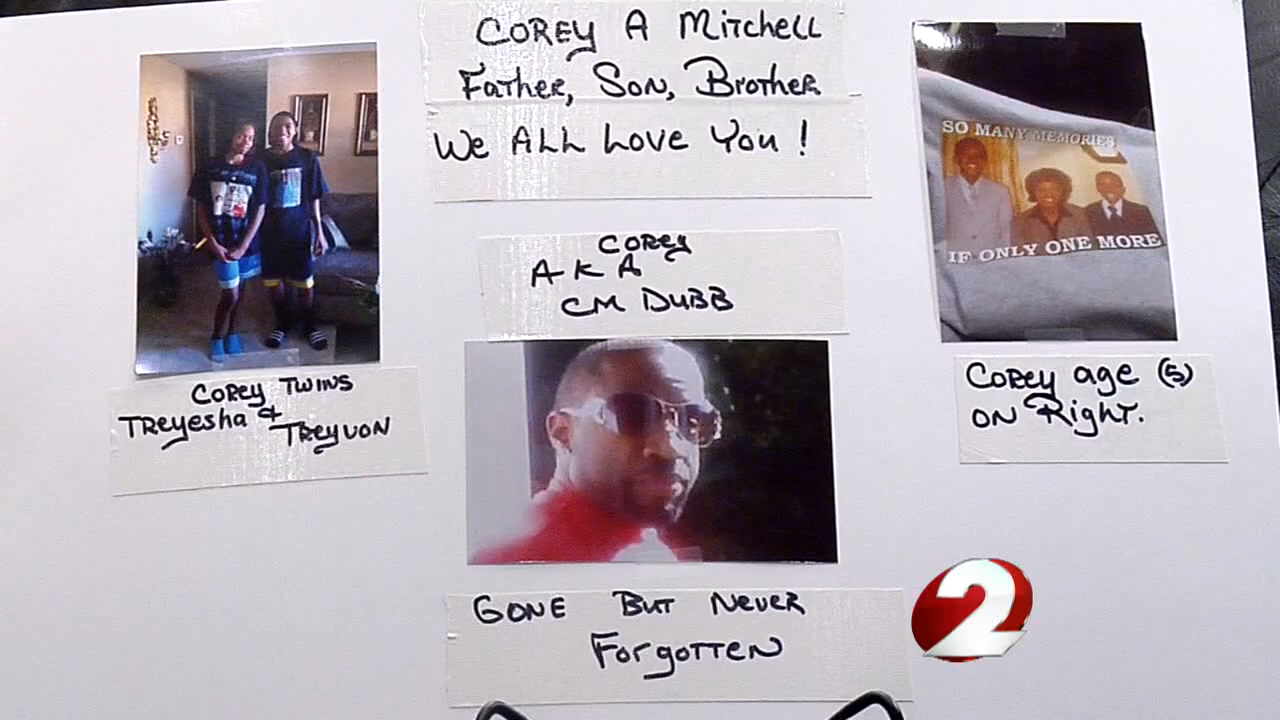 COREY A Mitchell
Father, Son, Brother
We ALL Love You !
COREY
A K A
CM DUBB
SO MANY MEMORIES
IF ONLY ONE MORE
COREY TWINS
TReyesha &
TReyVON
COREY age (5)
ON Right.
GONE But Never
Forgotten
2